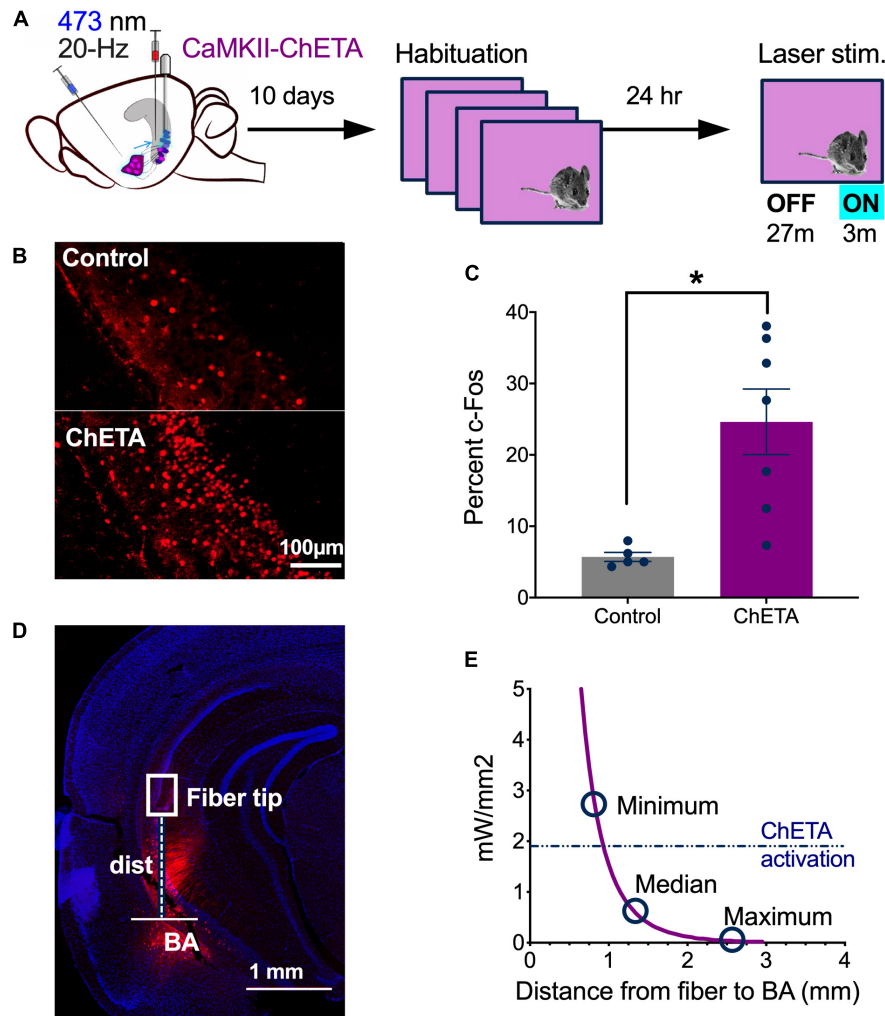 A
473 nm
20-Hz
CaMKII-ChETA
10 days
Habituation
24 hr
Laser stim.
OFF
ON
27m
3m
B
Control
ChETA
100μm
C
*
Percent c-Fos
40
30
20
10
0
Control
ChETA
D
Fiber tip
dist
BA
1 mm
E
mW/mm2
5
4
3
2
1
0
Minimum
ChETA
activation
Median
Maximum
0 1 2 3 4
Distance from fiber to BA (mm)